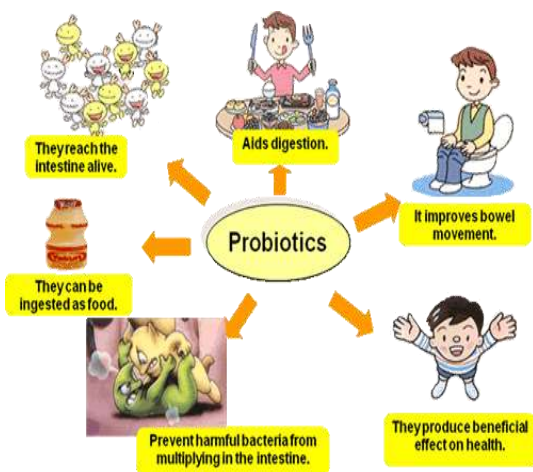 They reach the
intestine alive.
Aids digestion.
It improves bowel
movement.
Probiotics
They can be
ingested as food.
Prevent harmful bacteria from
multiplying in the intestine.
They produce beneficial
effect on health.